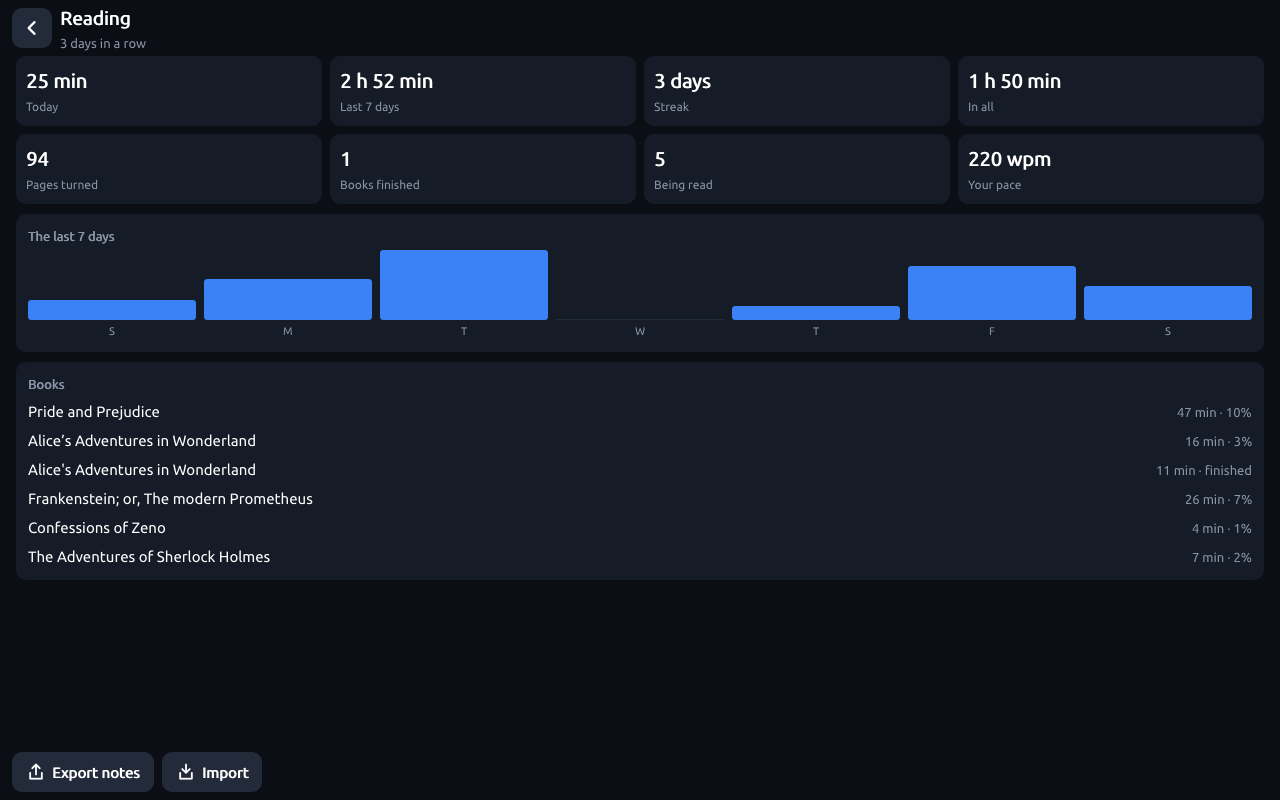 Reading
3 days in a row
25 min
Today
2 h 52 min
Last 7 days
3 days
Streak
1 h 50 min
In all
94
Pages turned
1
Books finished
5
Being read
220 wpm
Your pace
The last 7 days
S M T W T F S
Books
Pride and Prejudice 47 min · 10%
Alice’s Adventures in Wonderland 16 min · 3%
Alice's Adventures in Wonderland 11 min · finished
Frankenstein; or, The modern Prometheus 26 min · 7%
Confessions of Zeno 4 min · 1%
The Adventures of Sherlock Holmes 7 min · 2%
Export notes
Import